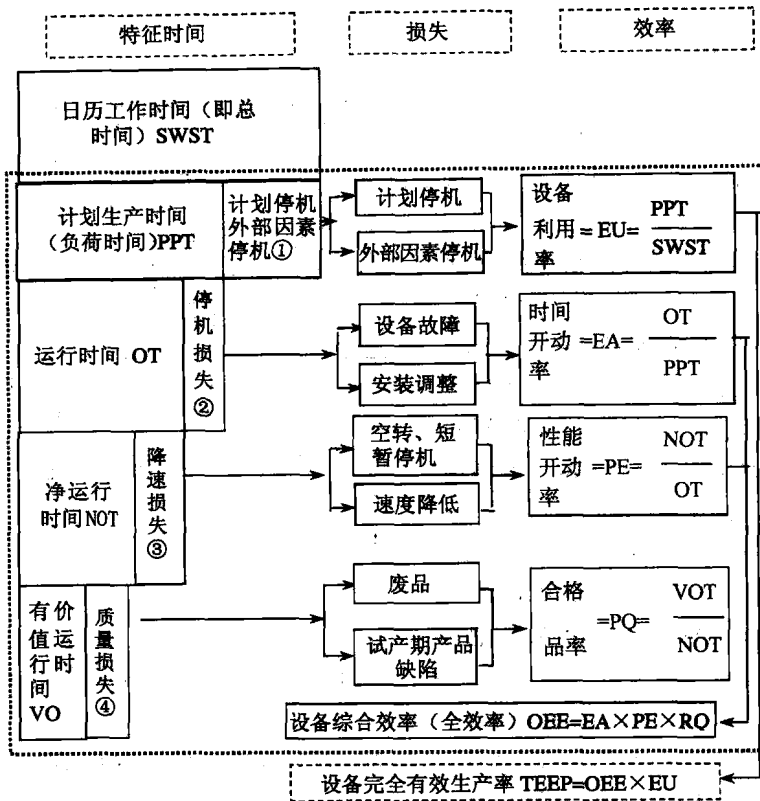 特征时间
损失
效率
日历工作时间（即总
时间）SWST
计划生产时间
（负荷时间)PPT
计划停机
外部因素
停机①
计划停机
外部因素停机
设备
利用=EU=
率
PPT
SWST
运行时间 OT
停
机
损
失
②
设备故障
安装调整
时间
开动=EA=
率
OT
PPT
净运行
时间NOT
降
速
损
失
③
空转、短
暂停机
速度降低
性能
开动=PE=
率
NOT
OT
有价
值运
行时
间
VO
质
量
损
失
④
废品
试产期产品
缺陷
合格
=PQ=
品率
VOT
NOT
设备综合效率（全效率）OEE=EA×PE×RQ
设备完全有效生产率 TEEP=OEE×EU